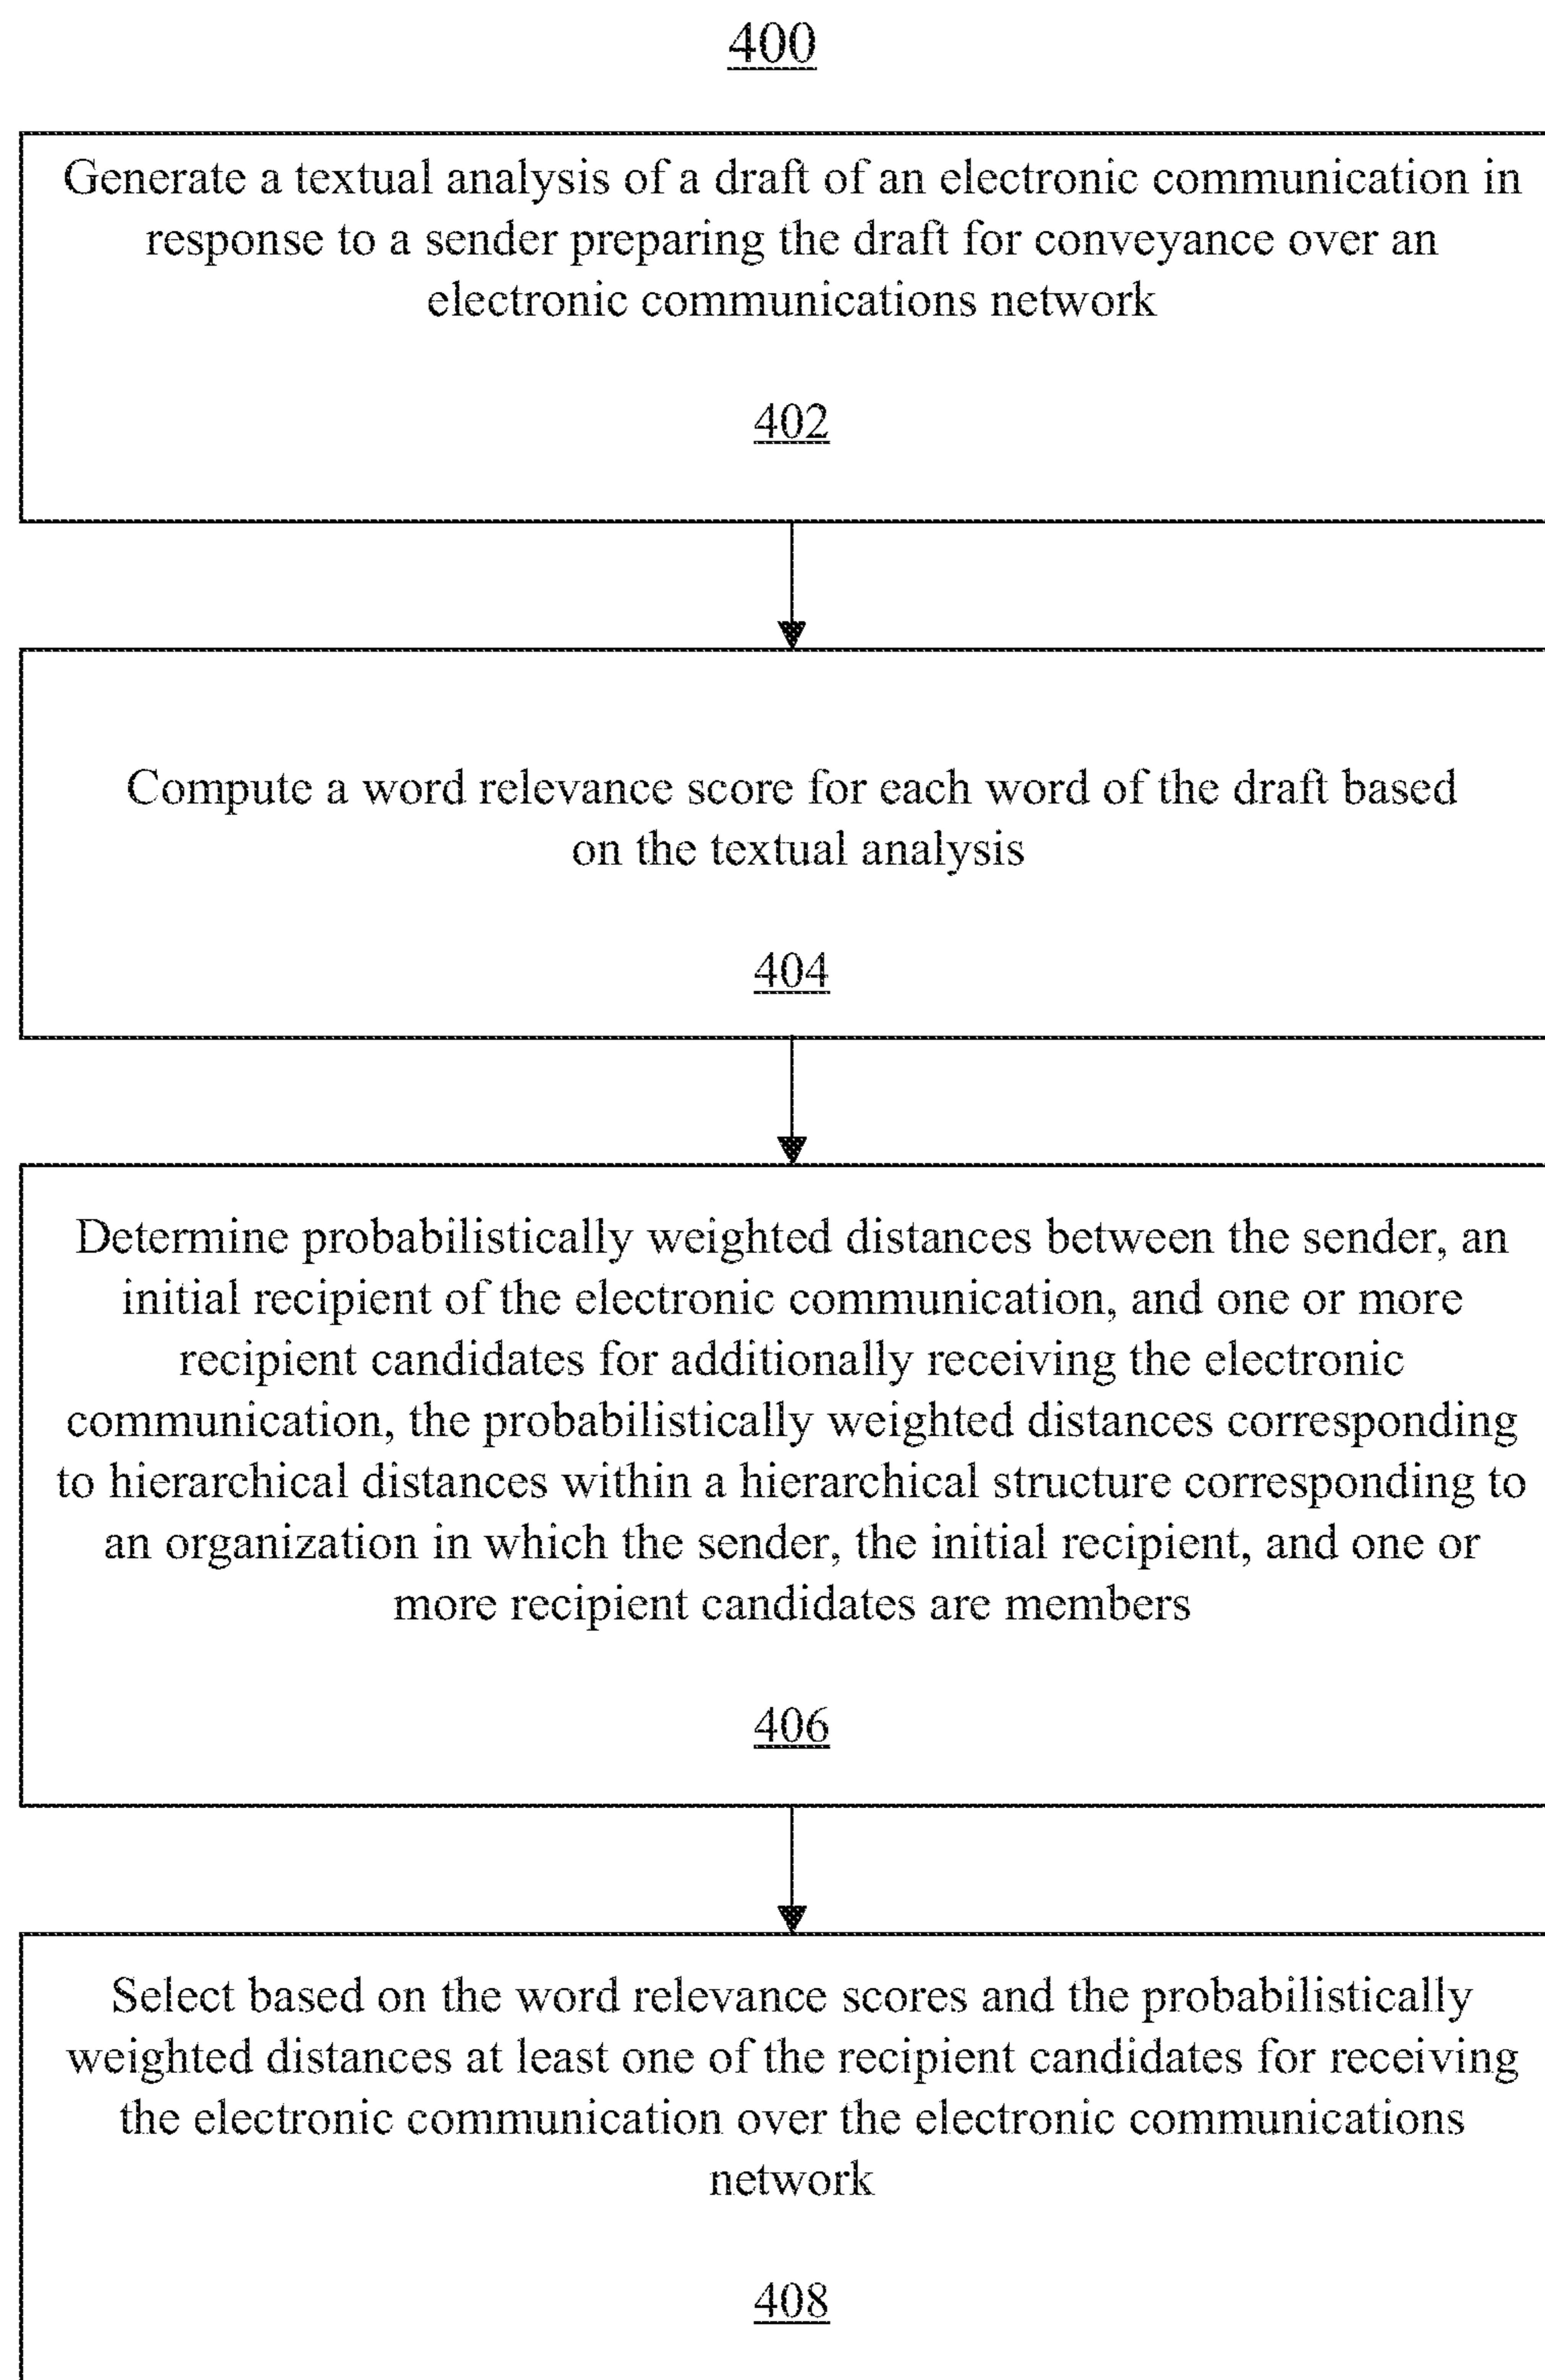 400
Generate a textual analysis of a draft of an electronic communication in
response to a sender preparing the draft for conveyance over an
electronic communications network
402
Compute a word relevance score for each word of the draft based
on the textual analysis
404
Determine probabilistically weighted distances between the sender, an
initial recipient of the electronic communication, and one or more
recipient candidates for additionally receiving the electronic
communication, the probabilistically weighted distances corresponding
to hierarchical distances within a hierarchical structure corresponding to
an organization in which the sender, the initial recipient, and one or
more recipient candidates are members
406
Select based on the word relevance scores and the probabilistically
weighted distances at least one of the recipient candidates for receiving
the electronic communication over the electronic communications
network
408